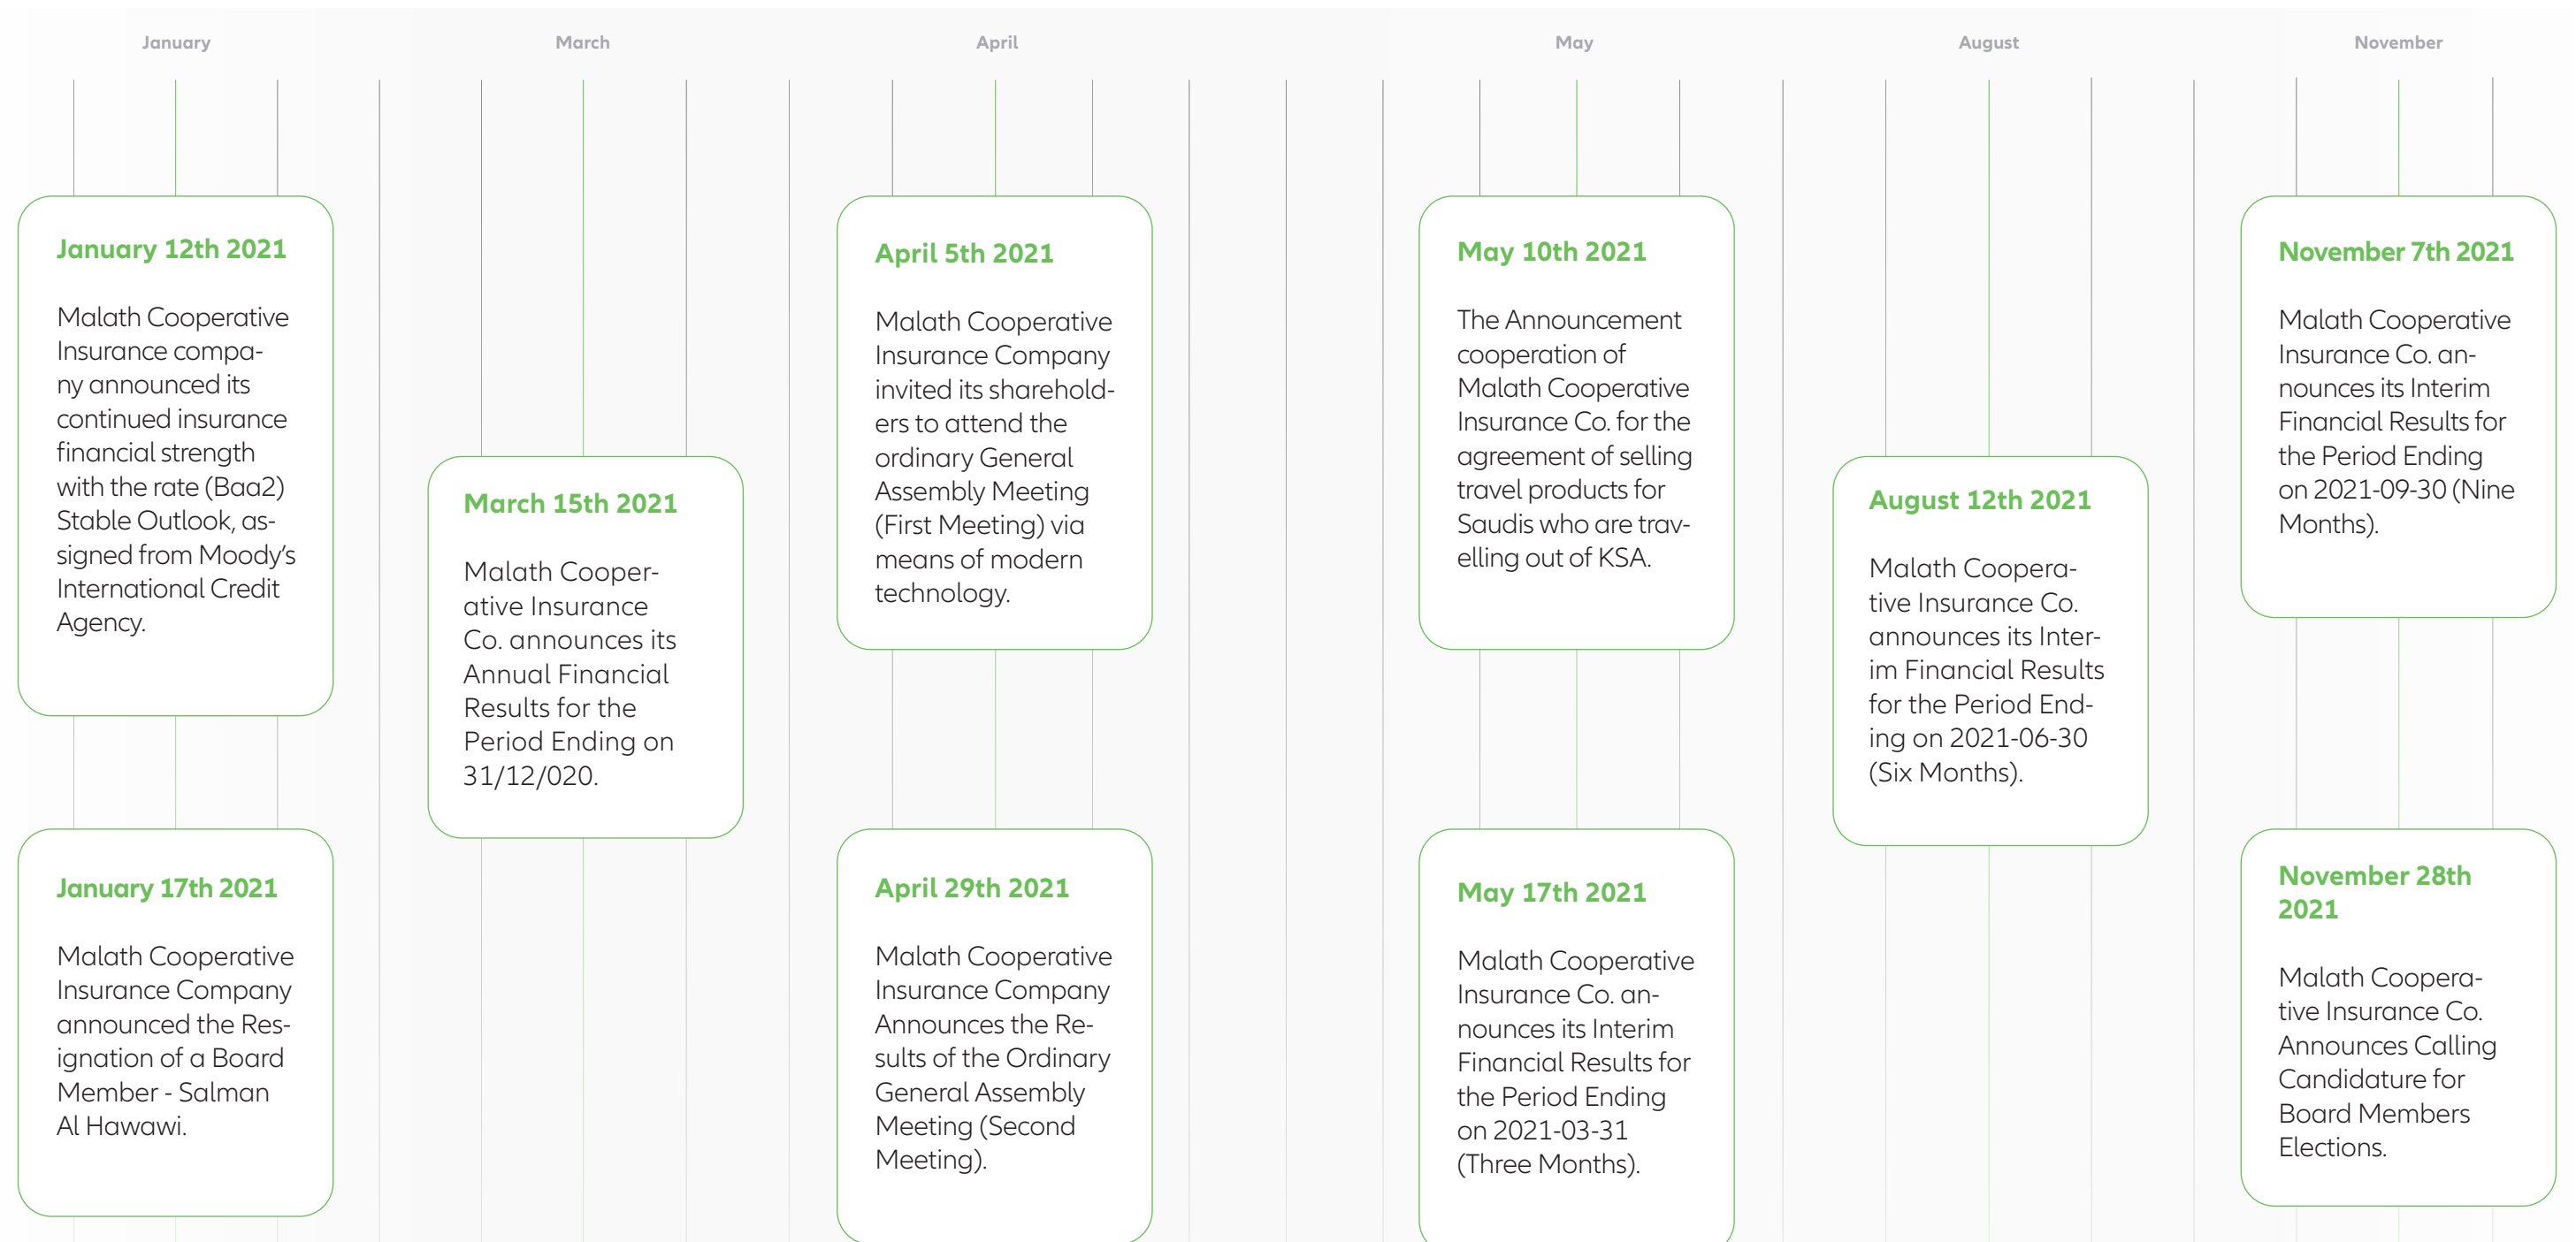 January
March
April
May
August
November
January 12th 2021
Malath Cooperative
Insurance compa-
ny announced its
continued insurance
financial strength
with the rate (Baa2)
Stable Outlook, as-
signed from Moody's
International Credit
Agency.
January 17th 2021
Malath Cooperative
Insurance Company
announced the Res-
ignation of a Board
Member - Salman
Al Hawawi.
March 15th 2021
Malath Cooper-
ative Insurance
Co. announces its
Annual Financial
Results for the
Period Ending on
31/12/020.
April 5th 2021
Malath Cooperative
Insurance Company
invited its sharehold-
ers to attend the
ordinary General
Assembly Meeting
(First Meeting) via
means of modern
technology.
April 29th 2021
Malath Cooperative
Insurance Company
Announces the Re-
sults of the Ordinary
General Assembly
Meeting (Second
Meeting).
May 10th 2021
The Announcement
cooperation of
Malath Cooperative
Insurance Co. for the
agreement of selling
travel products for
Saudis who are trav-
elling out of KSA.
May 17th 2021
Malath Cooperative
Insurance Co. an-
nounces its Interim
Financial Results for
the Period Ending
on 2021-03-31
(Three Months).
August 12th 2021
Malath Coopera-
tive Insurance Co.
announces its Inter-
im Financial Results
for the Period End-
ing on 2021-06-30
(Six Months).
November 7th 2021
Malath Cooperative
Insurance Co. an-
nounces its Interim
Financial Results for
the Period Ending
on 2021-09-30 (Nine
Months).
November 28th
2021
Malath Coopera-
tive Insurance Co.
Announces Calling
Candidature for
Board Members
Elections.